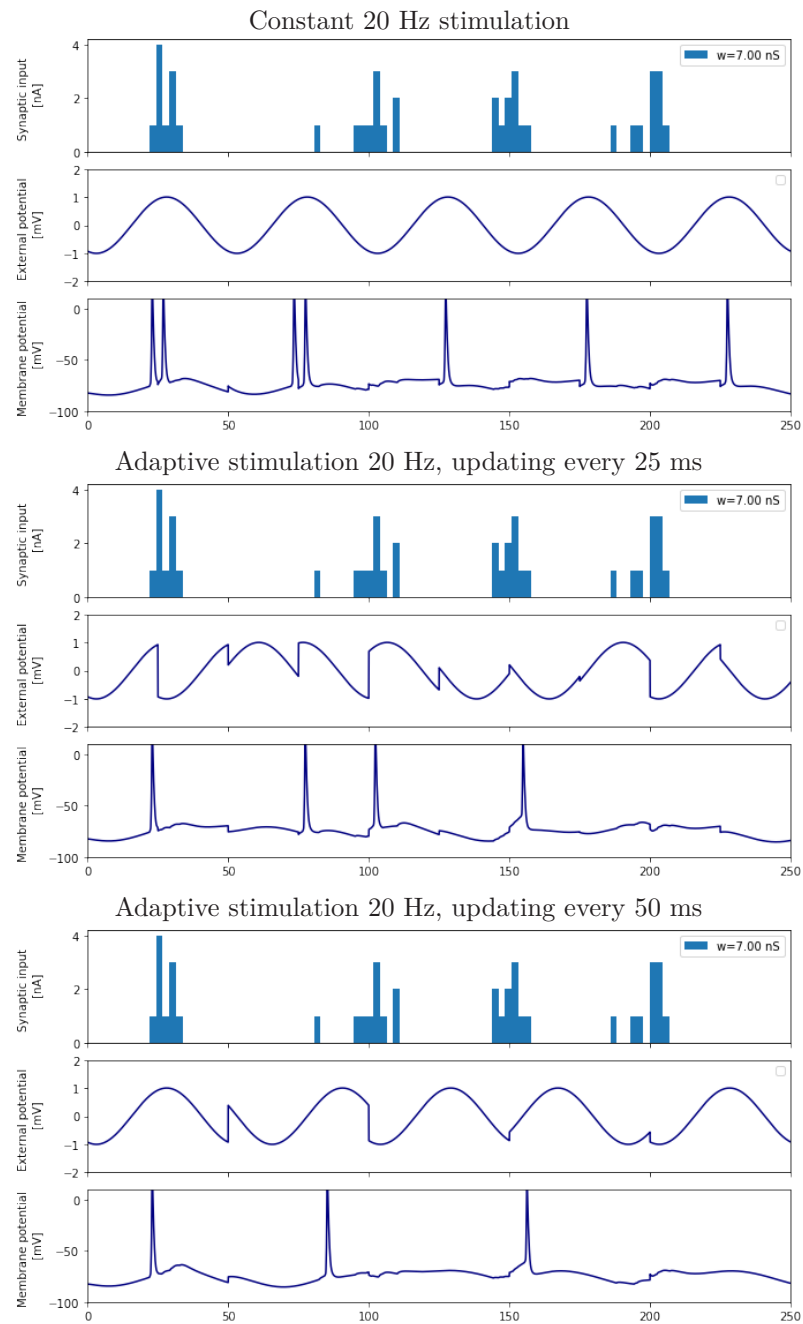 Constant 20 Hz stimulation
Synaptic input
[nA]
4
2
0
w=7.00 nS
External potential
[mV]
2
1
0
−1
−2
Membrane potential
[mV]
0
−50
−100
0 50 100 150 200 250
Adaptive stimulation 20 Hz, updating every 25 ms
Synaptic input
[nA]
4
2
0
w=7.00 nS
External potential
[mV]
2
1
0
−1
−2
Membrane potential
[mV]
0
−50
−100
0 50 100 150 200 250
Adaptive stimulation 20 Hz, updating every 50 ms
Synaptic input
[nA]
4
2
0
w=7.00 nS
External potential
[mV]
2
1
0
−1
−2
Membrane potential
[mV]
0
−50
−100
0 50 100 150 200 250